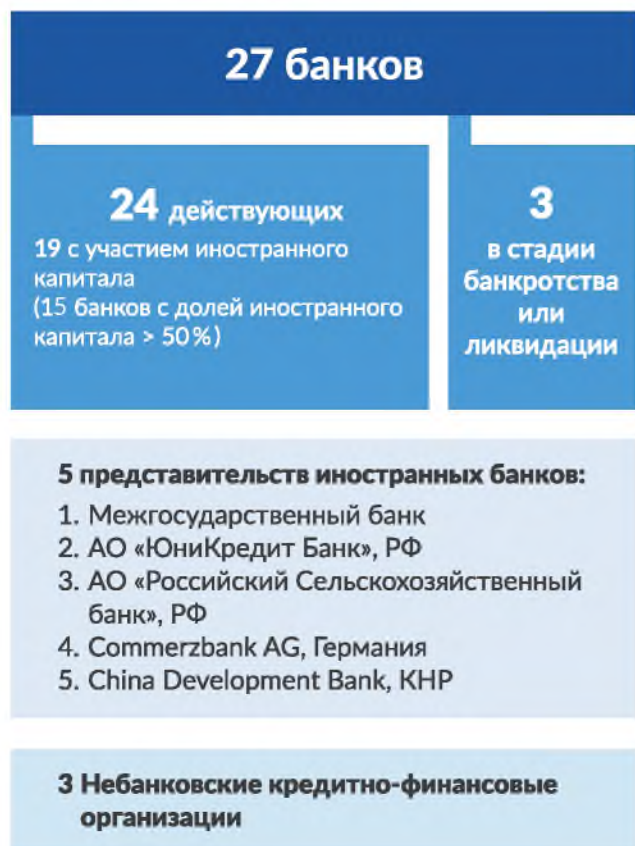 27 банков
24 действующих
19 с участием иностранного
капитала
(15 банков с долей иностранного
капитала > 50%)
3
в стадии
банкротства
или
ликвидации
5 представительств иностранных банков:
1. Межгосударственный банк
2. АО «ЮниКредит Банк», РФ
3. АО «Российский Сельскохозяйственный
банк», РФ
4. Commerzbank AG, Германия
5. China Development Bank, КНР
3 Небанковские кредитно-финансовые
организации